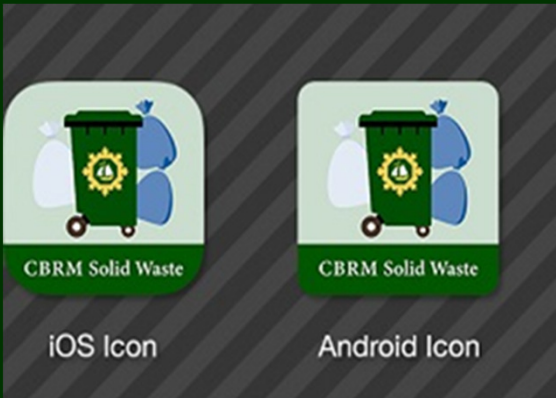 CBRM Solid Waste
CBRM Solid Waste
iOS Icon
Android Icon